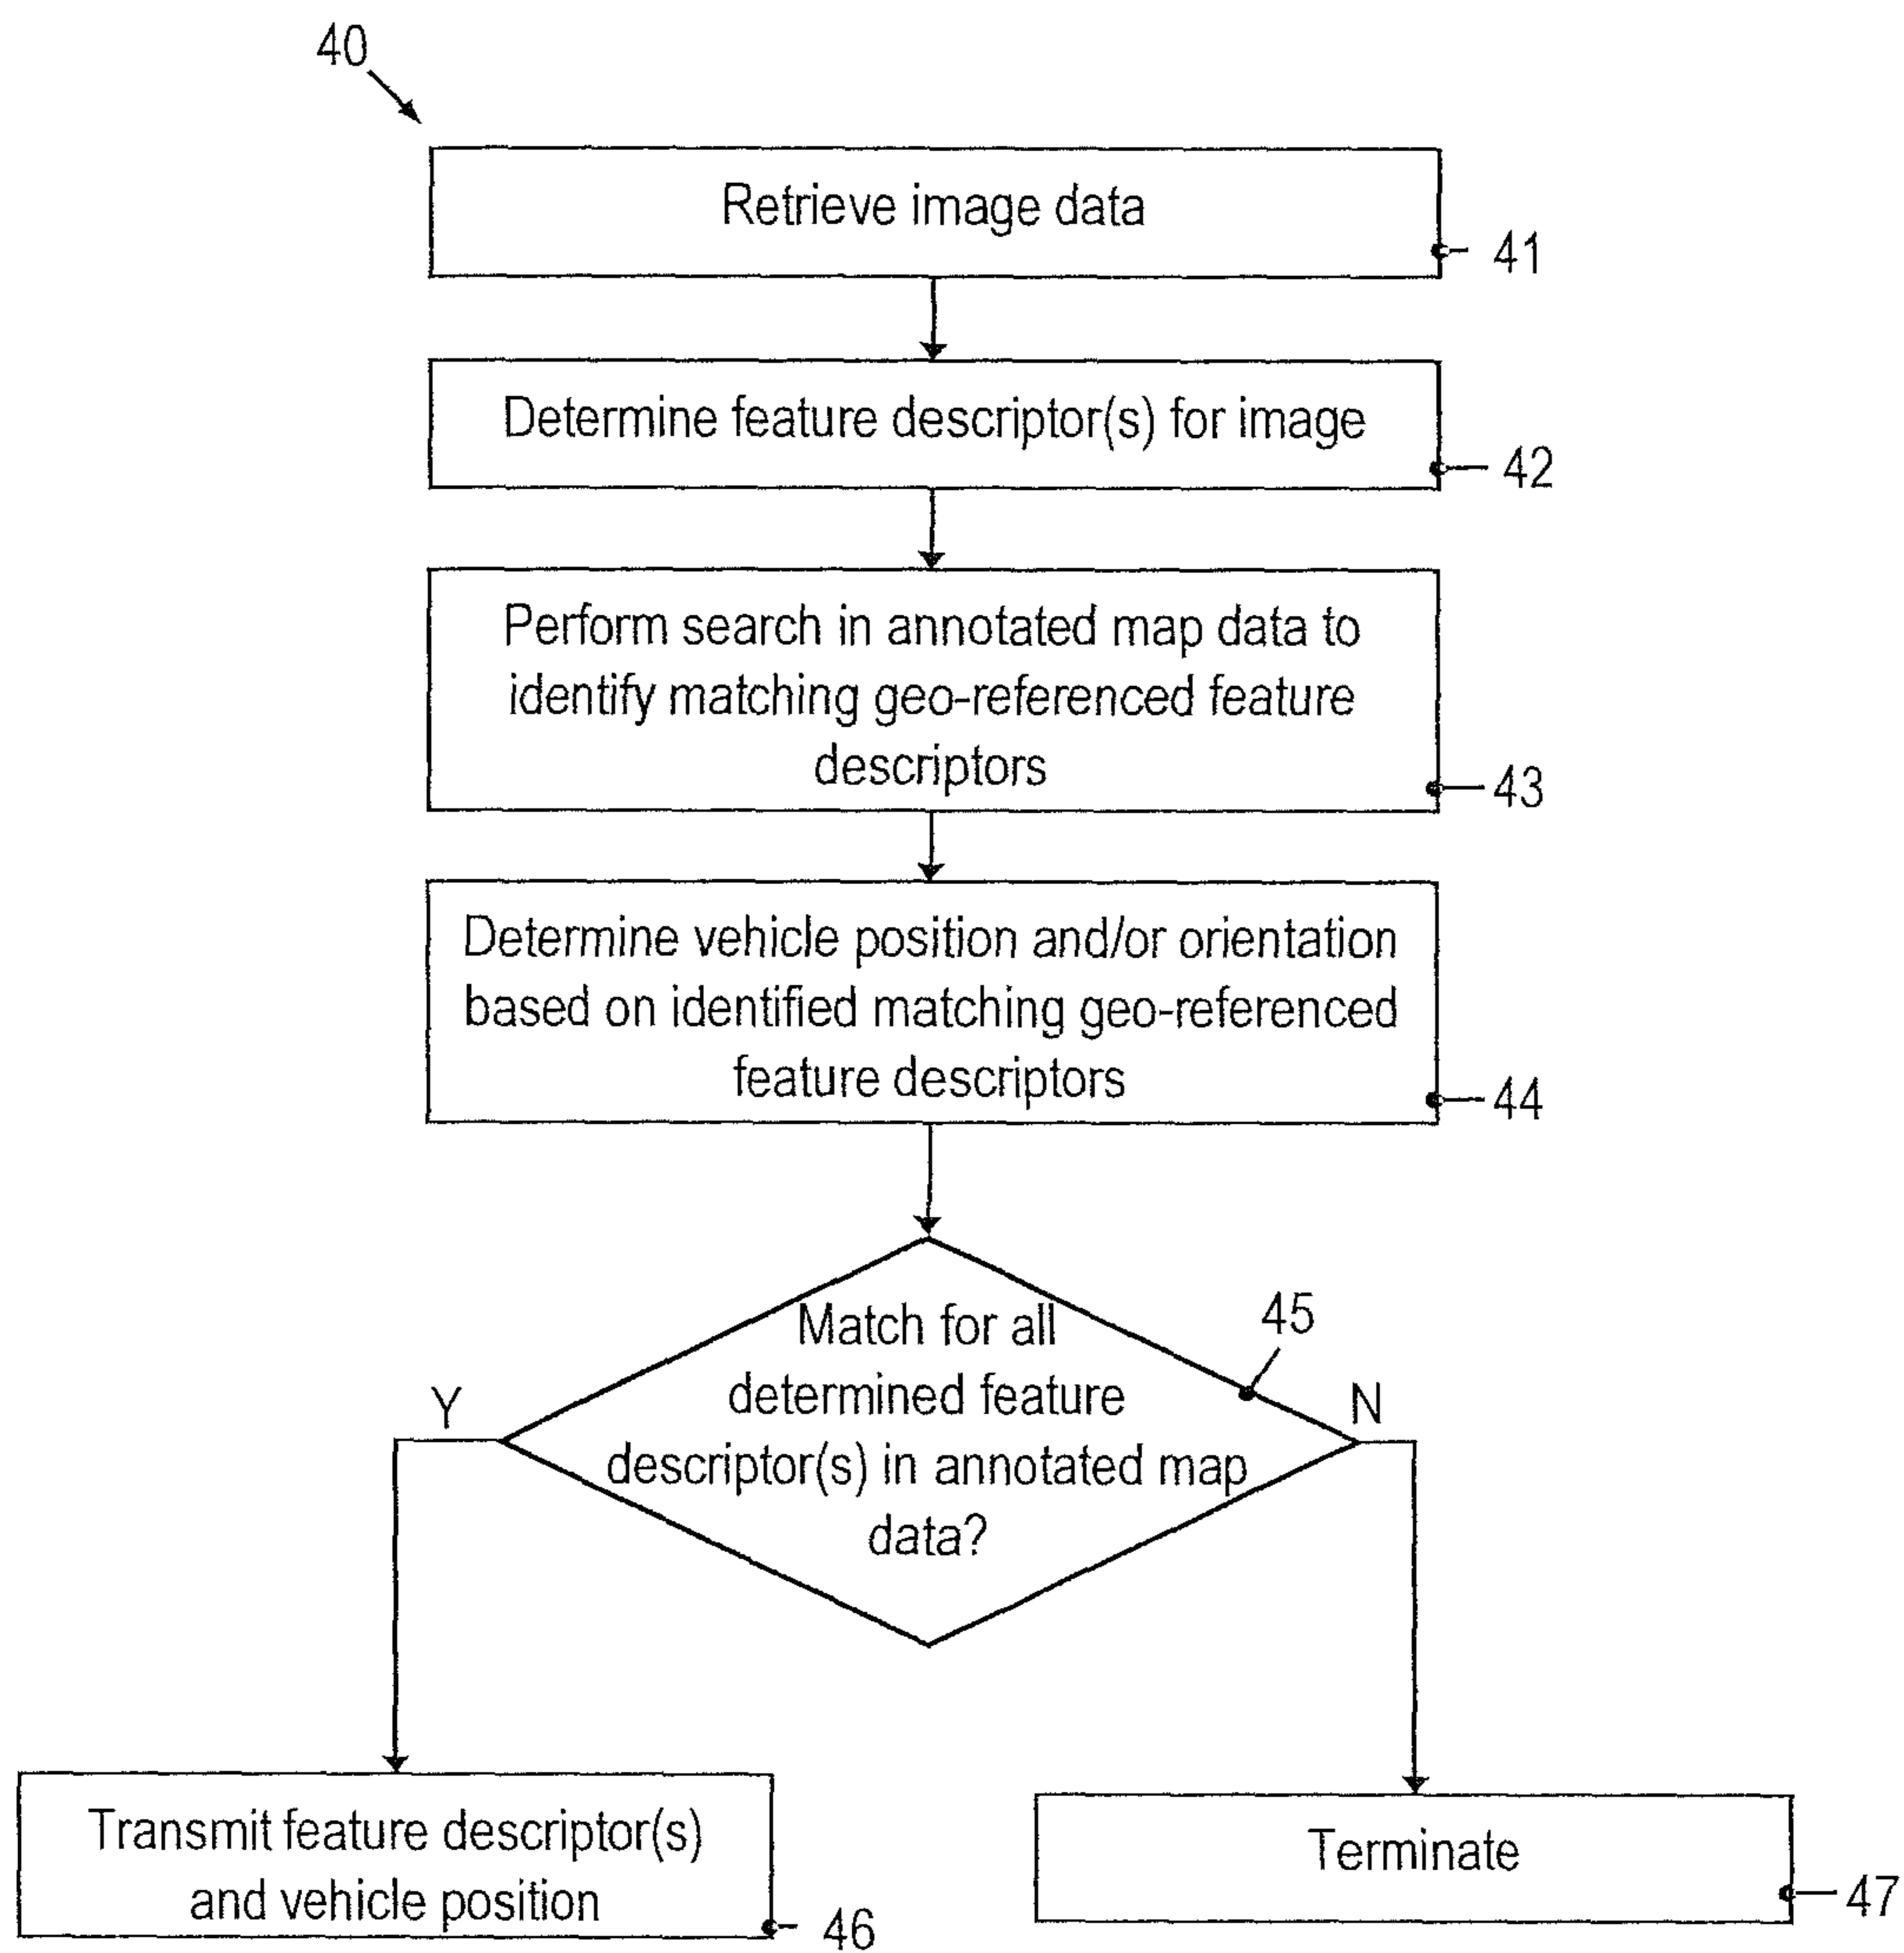 40
Retrieve image data
41
Determine feature descriptor(s) for image
42
Perform search in annotated map data to
identify matching geo-referenced feature
descriptors
43
Determine vehicle position and/or orientation
based on identified matching geo-referenced
feature descriptors
44
Match for all
determined feature
descriptor(s) in annotated map
data?
45
Y
N
Transmit feature descriptor(s)
and vehicle position
46
Terminate
47